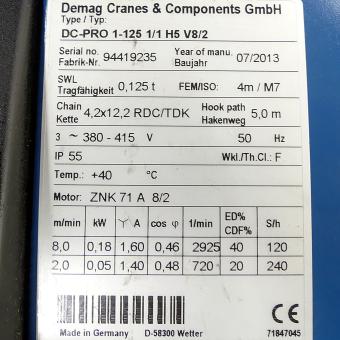 Demag Cranes & Components GmbH
Type / Typ:
DC-PRO 1-125 1/1 H5 V8/2
Serial no. 94419235 Year of manu. 07/2013
Fabrik-Nr. Baujahr
SWL 0,125 t FEM/ISO: 4m / M7
Tragfähigkeit
Chain 4,2x12,2 RDC/TDK Hook path 5,0 m
Kette Hakenweg
3 ~ 380 - 415 V 50 Hz
IP 55 Wkl./Th.Cl.: F
Temp.: +40 °C
Motor: ZNK 71 A 8/2
m/min kW Y A cos φ 1/min ED% S/h
CDF%
8,0 0,18 1,60 0,46 2925 40 120
2,0 0,05 1,40 0,48 720 20 240
CE
Made in Germany D-58300 Wetter 71847045